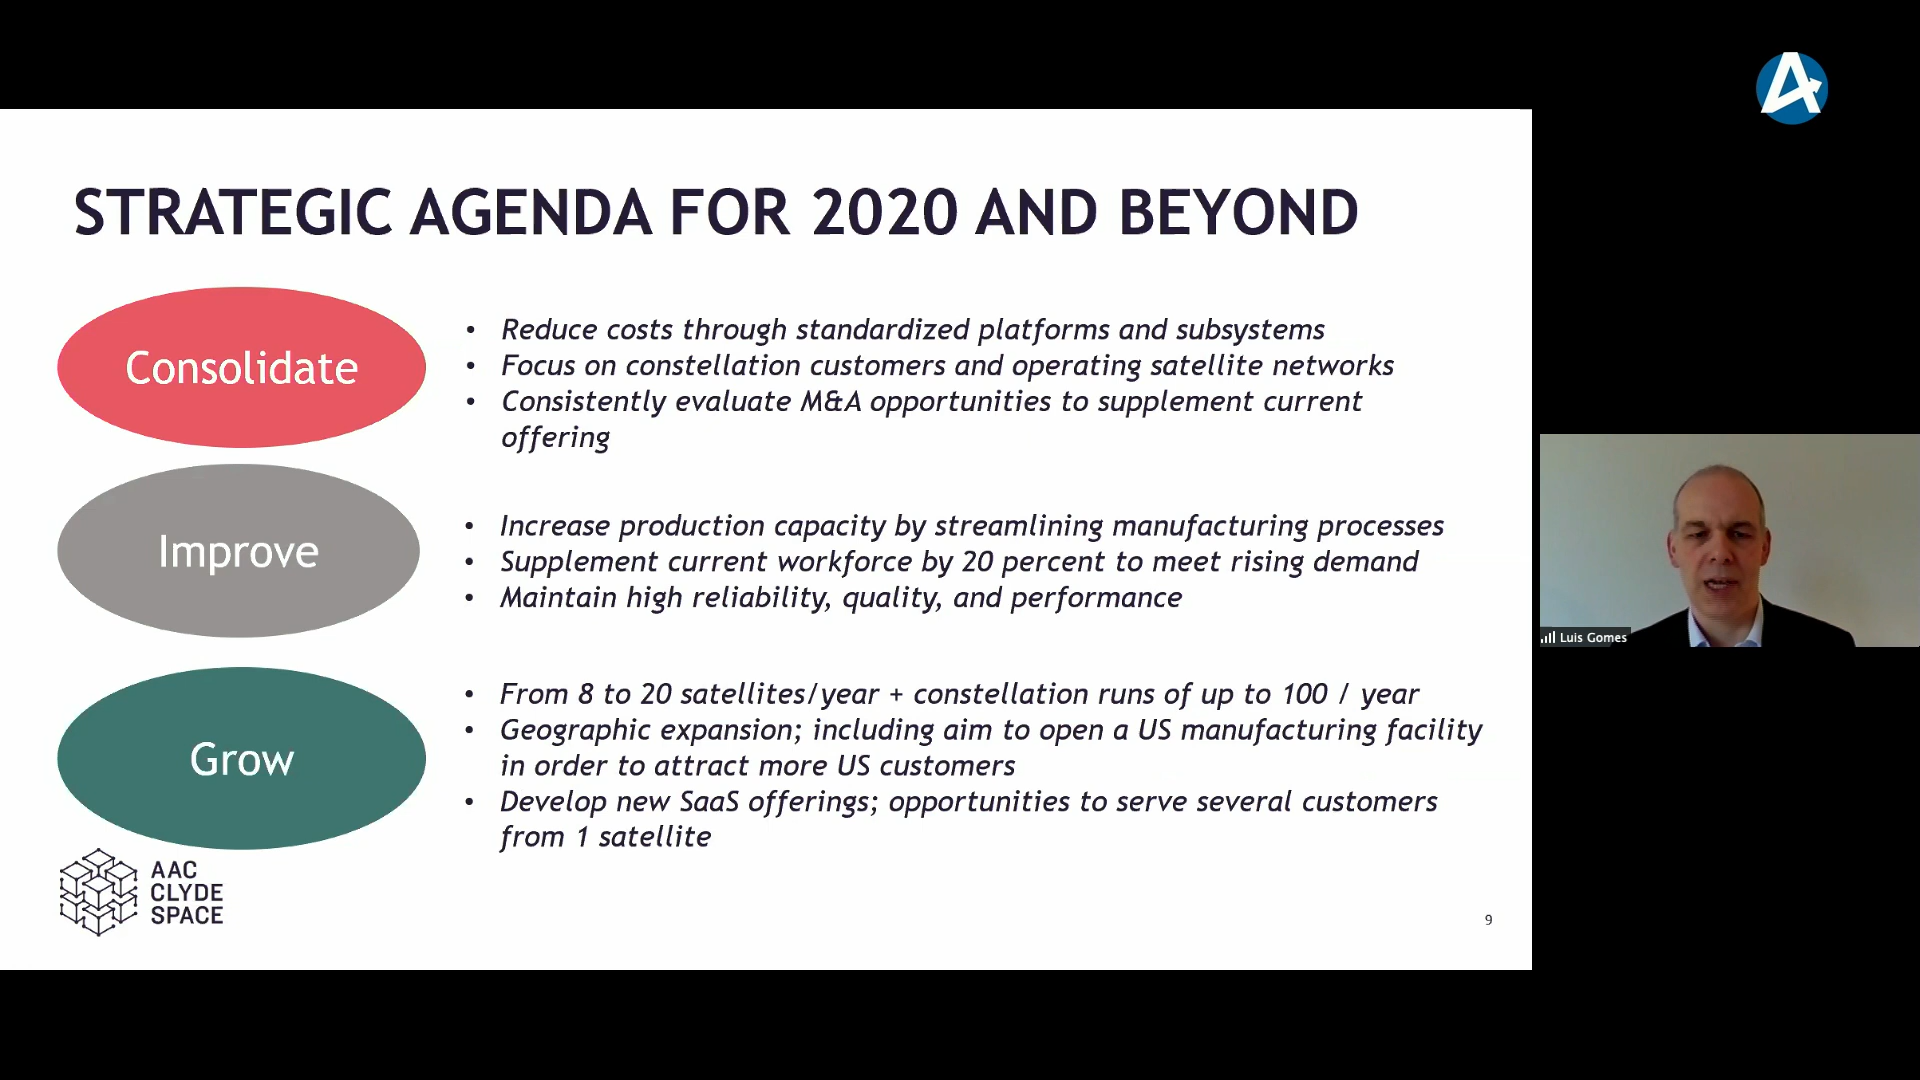 STRATEGIC AGENDA FOR 2020 AND BEYOND
Consolidate
• Reduce costs through standardized platforms and subsystems
• Focus on constellation customers and operating satellite networks
• Consistently evaluate M&A opportunities to supplement current
offering
Improve
• Increase production capacity by streamlining manufacturing processes
• Supplement current workforce by 20 percent to meet rising demand
• Maintain high reliability, quality, and performance
Grow
• From 8 to 20 satellites/year + constellation runs of up to 100 / year
• Geographic expansion; including aim to open a US manufacturing facility
in order to attract more US customers
• Develop new SaaS offerings; opportunities to serve several customers
from 1 satellite
AAC
CLYDE
SPACE
9
Luis Gomes